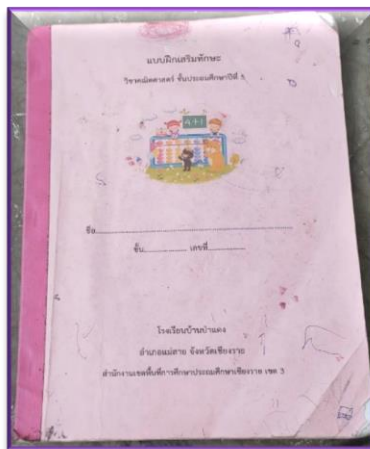 แบบฝึกเสริมทักษะ
วิชาคณิตศาสตร์ ชั้นประถมศึกษาปีที่ 5
ชื่อ
ชั้น เลขที่
โรงเรียนบ้านป่าแดง
อำเภอแม่สาย จังหวัดเชียงราย
สำนักงานเขตพื้นที่การศึกษาประถมศึกษาเชียงราย เขต 3